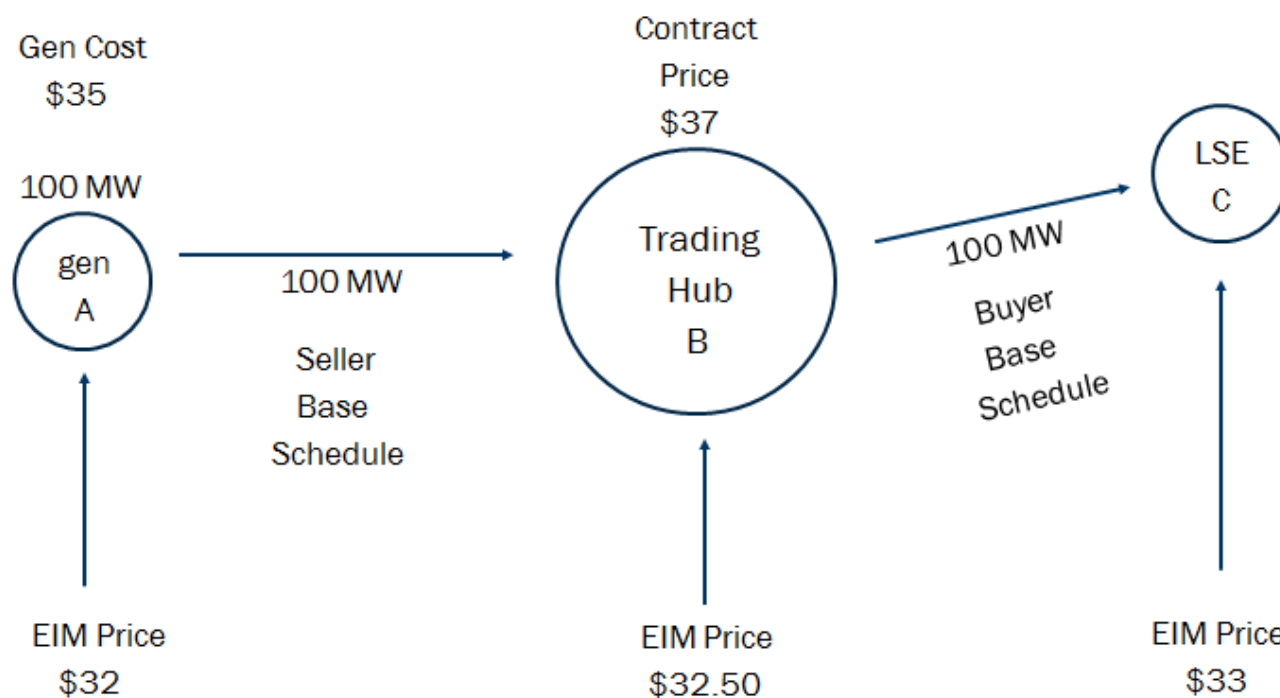 Gen Cost
$35
100 MW
gen
A
100 MW
Seller
Base
Schedule
EIM Price
$32
Contract
Price
$37
Trading
Hub
B
EIM Price
$32.50
100 MW
Buyer
Base
Schedule
LSE
C
EIM Price
$33